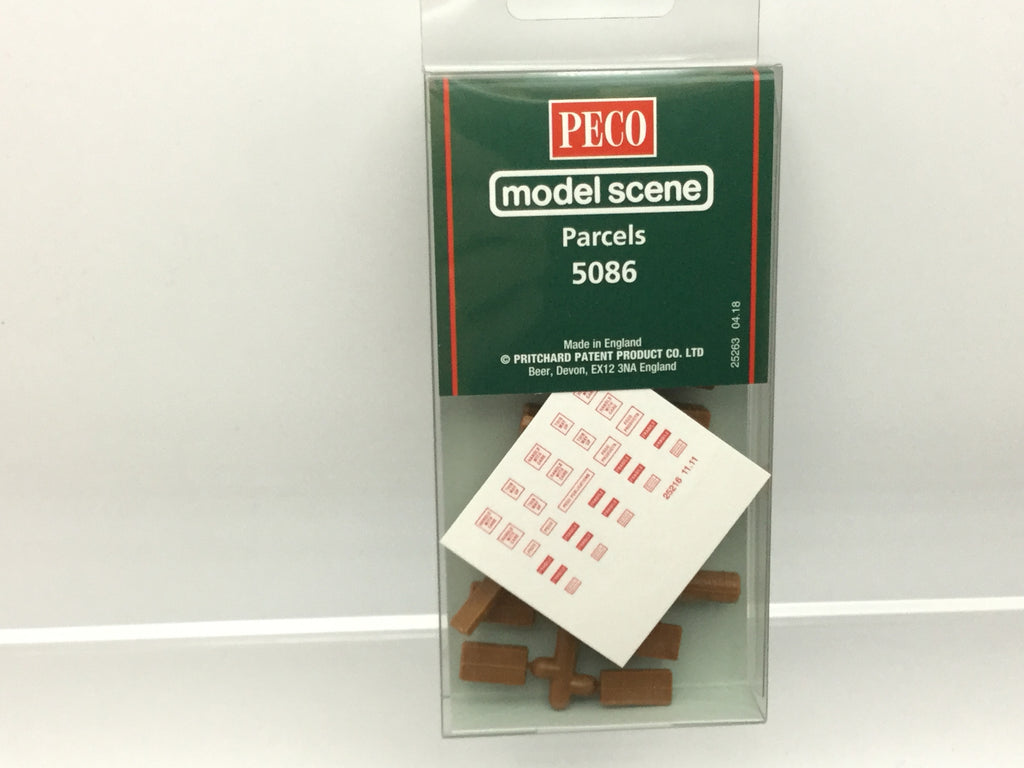 PECO
model scene
Parcels
5086
Made in England
© PRITCHARD PATENT PRODUCT CO. LTD
Beer, Devon, EX12 3NA England
25263 04.18
25216 11.11